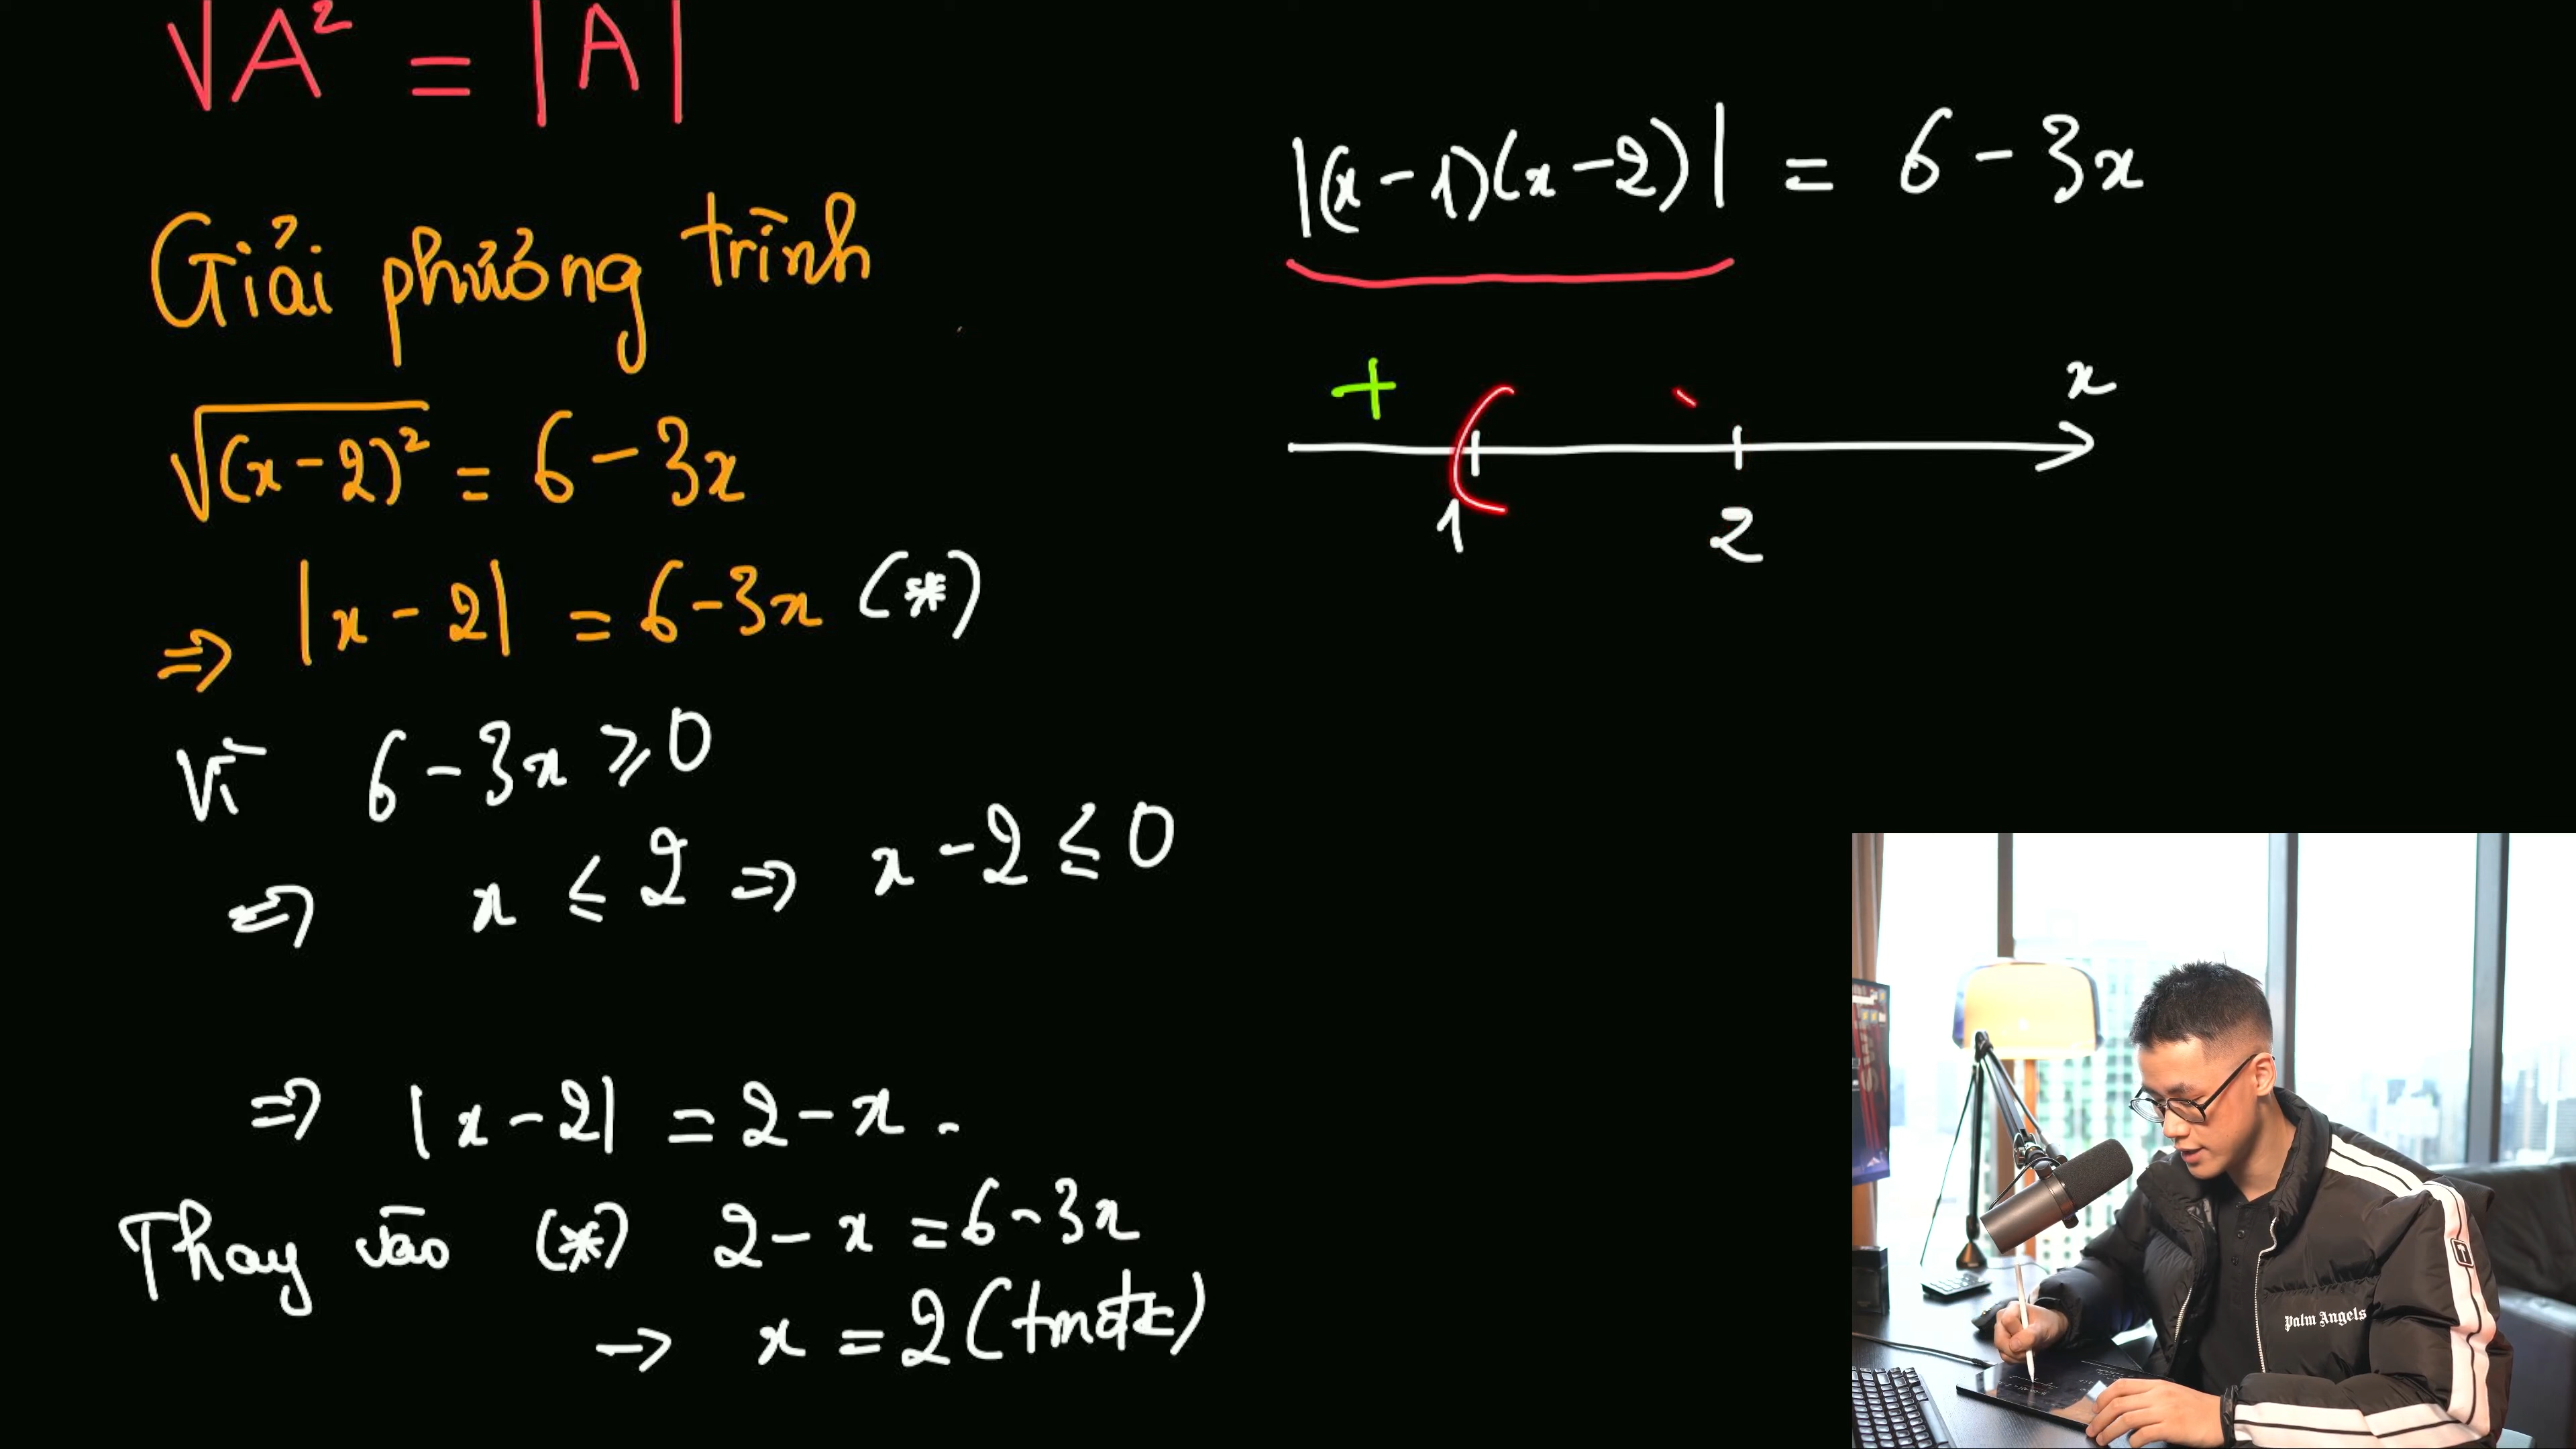 √A² = |A|
Giải phương trình
√(x-2)² = 6-3x
⇒ |x-2| = 6-3x (*)
Vì 6-3x ⩾ 0
⇒ x ≤ 2 ⇒ x-2 ≤ 0
⇒ |x-2| = 2-x.
Thay vào (*) 2-x = 6-3x
→ x = 2 (tmđk)
|(x-1)(x-2)| = 6-3x
+
x
1 2
Palm Angels